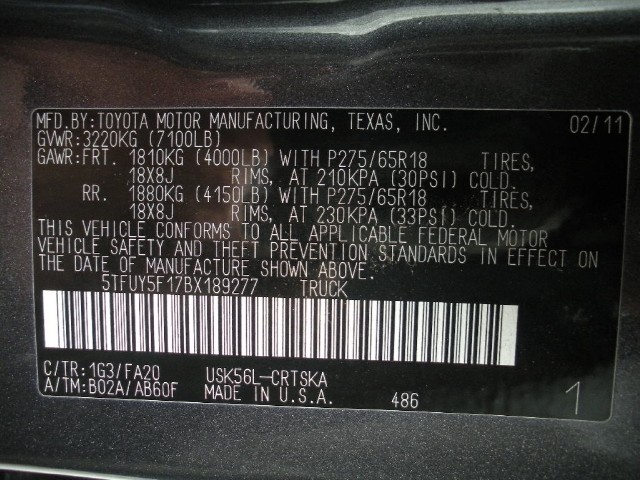 MFD.BY:TOYOTA MOTOR MANUFACTURING, TEXAS, INC. 02/11
GVWR:3220KG (7100LB)
GAWR:FRT. 1810KG (4000LB) WITH P275/65R18 TIRES,
18X8J RIMS, AT 210KPA (30PSI) COLD.
RR. 1880KG (4150LB) WITH P275/65R18 TIRES,
18X8J RIMS, AT 230KPA (33PSI) COLD.
THIS VEHICLE CONFORMS TO ALL APPLICABLE FEDERAL MOTOR
VEHICLE SAFETY AND THEFT PREVENTION STANDARDS IN EFFECT ON
THE DATE OF MANUFACTURE SHOWN ABOVE.
5TFUY5F17BX189277 TRUCK
C/TR:1G3/FA20 USK56L-CRTSKA
A/TM:B02A/AB60F MADE IN U.S.A. 486 1